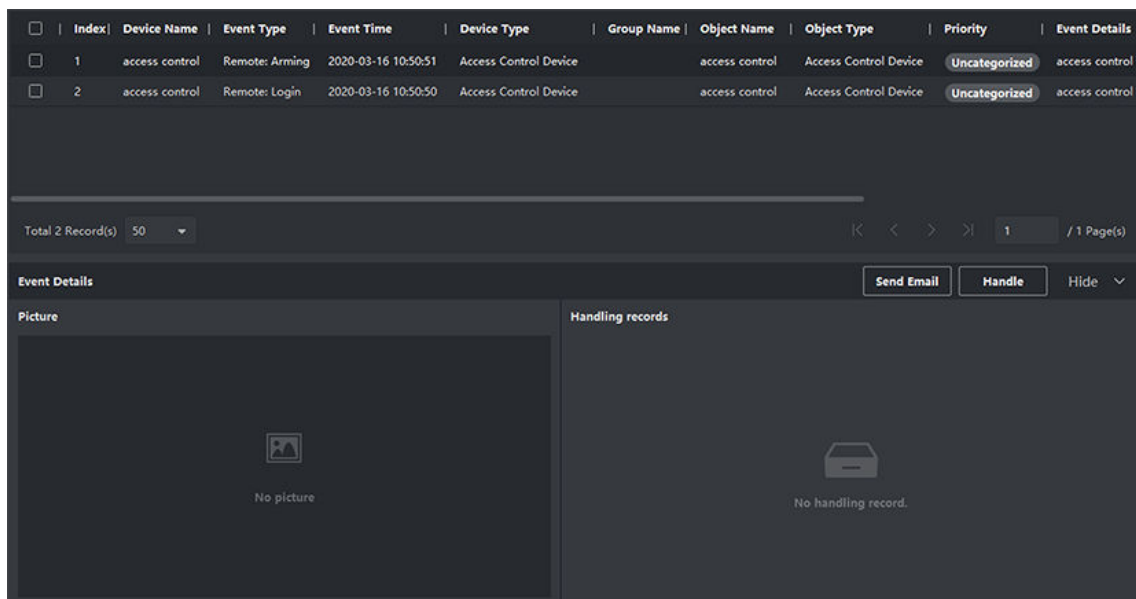 Index Device Name Event Type Event Time Device Type Group Name Object Name Object Type Priority Event Details
1 access control Remote: Arming 2020-03-16 10:50:51 Access Control Device access control Access Control Device Uncategorized access control
2 access control Remote: Login 2020-03-16 10:50:50 Access Control Device access control Access Control Device Uncategorized access control
Total 2 Record(s) 50 1 / 1 Page(s)
Event Details Send Email Handle Hide
Picture Handling records
No picture
No handling record.